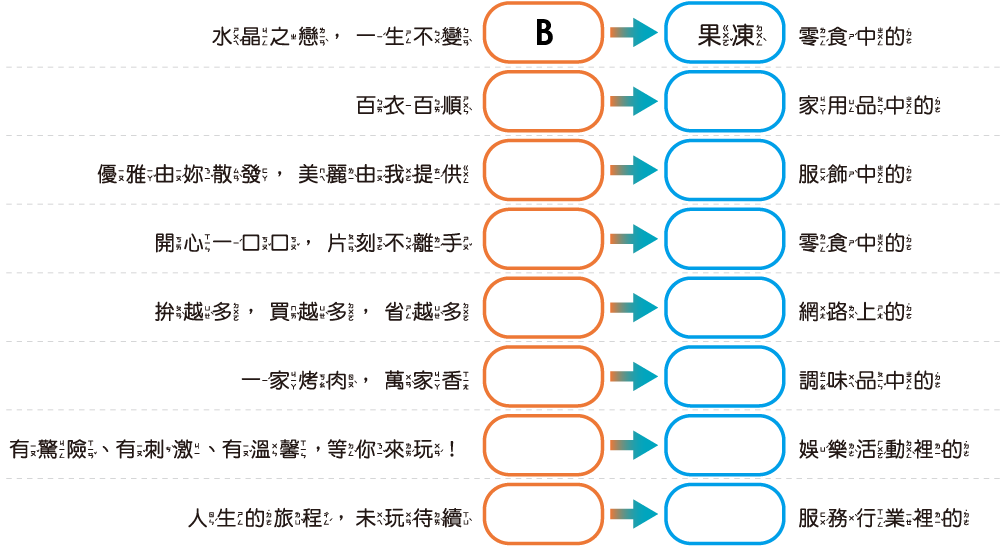 水晶之戀，一生不變 B 果凍 零食中的
百衣百順 家用品中的
優雅由妳散發，美麗由我提供 服飾中的
開心一口口，片刻不離手 零食中的
拚越多，買越多，省越多 網路上的
一家烤肉，萬家香 調味品中的
有驚險、有刺激、有溫馨，等你來玩！ 娛樂活動裡的
人生的旅程，未玩待續 服務行業裡的